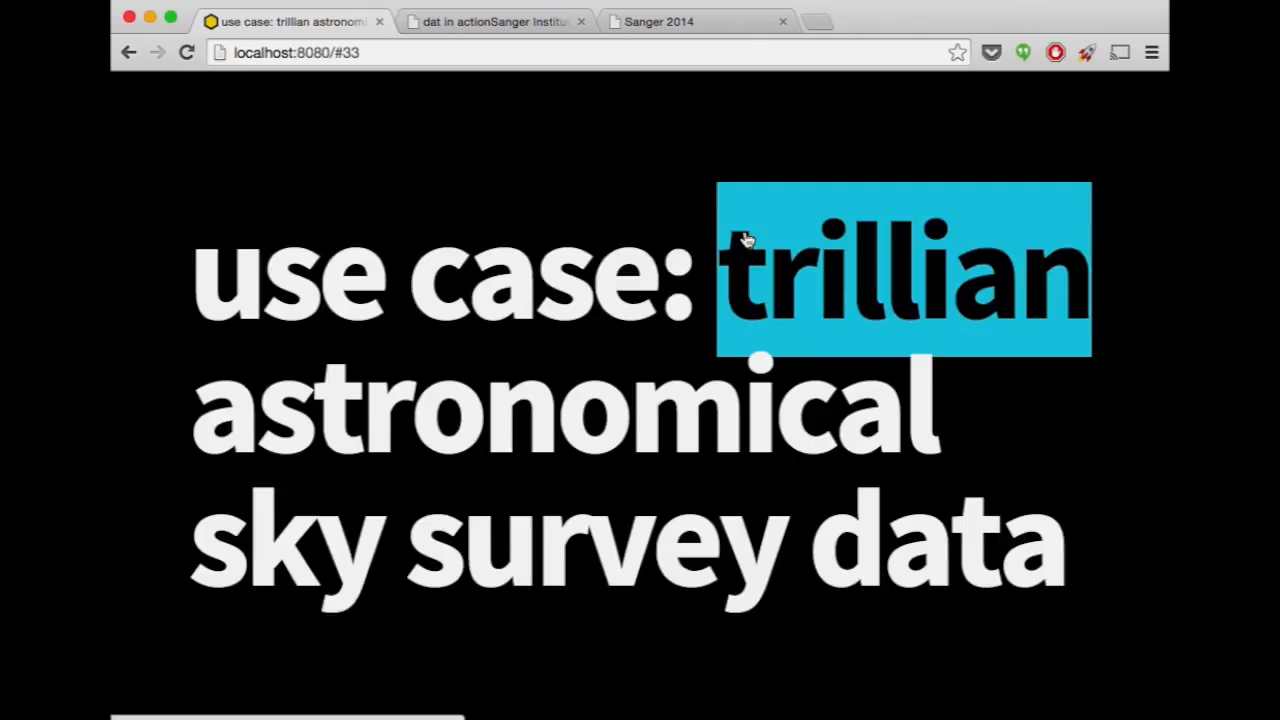 use case: trillian astronomi
dat in actionSanger Institu
Sanger 2014
localhost:8080/#33
use case: trillian
astronomical
sky survey data